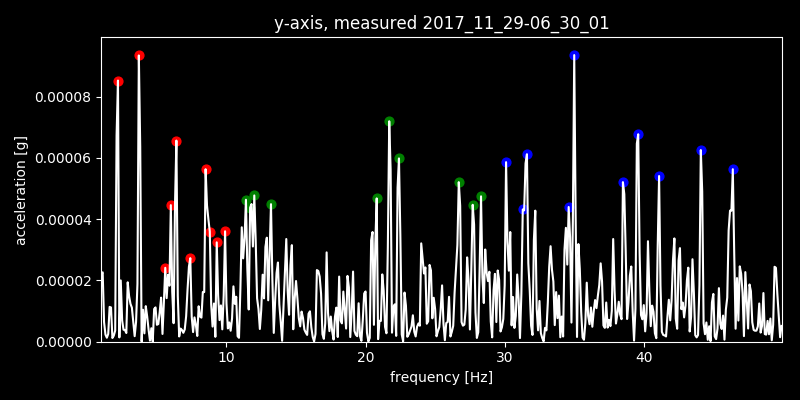 y-axis, measured 2017_11_29-06_30_01
0.00008
0.00006
0.00004
0.00002
0.00000
acceleration [g]
10 20 30 40
frequency [Hz]